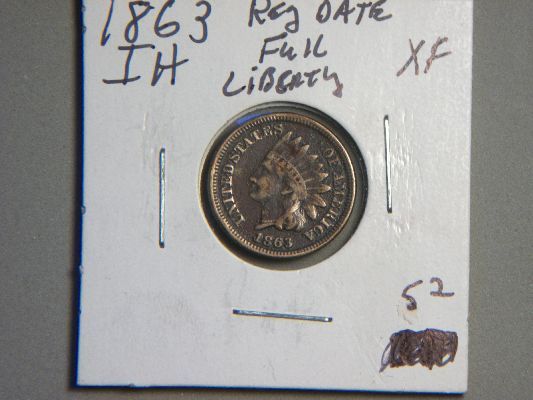 1863 Reg DATE
IH Full XF
LiBERTy
UNITED STATES OF AMERICA
1863
52